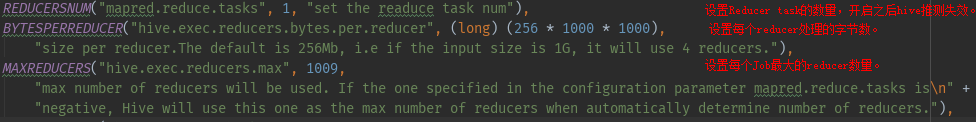 REDUCERSNUM("mapred.reduce.tasks", 1, "set the readuce task num"), 设置Reducer task的数量，开启之后hive推测失效。
BYTESPERREDUCER("hive.exec.reducers.bytes.per.reducer", (long) (256 * 1000 * 1000), 设置每个reducer处理的字节数。
"size per reducer.The default is 256Mb, i.e if the input size is 1G, it will use 4 reducers."),
MAXREDUCERS("hive.exec.reducers.max", 1009, 设置每个Job最大的reducer数量。
"max number of reducers will be used. If the one specified in the configuration parameter mapred.reduce.tasks is\n" +
"negative, Hive will use this one as the max number of reducers when automatically determine number of reducers."),